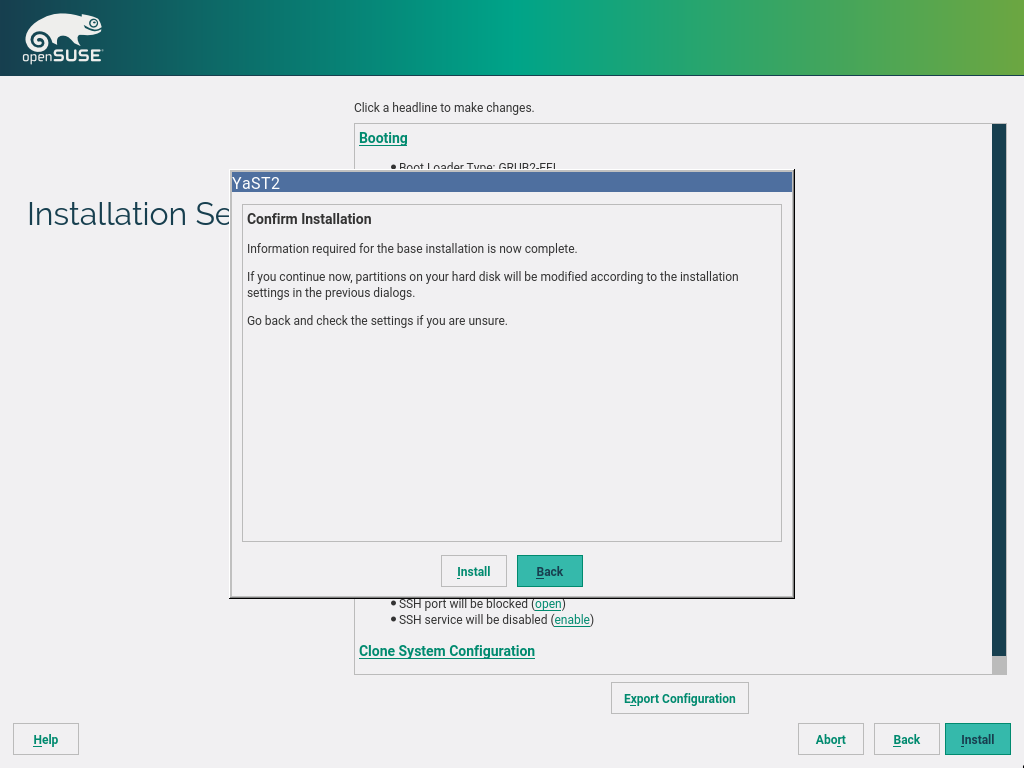 openSUSE
Click a headline to make changes.
Booting
Boot Loader Type: GRUB2-EFI
YaST2
Installation Se
Confirm Installation
Information required for the base installation is now complete.
If you continue now, partitions on your hard disk will be modified according to the installation
settings in the previous dialogs.
Go back and check the settings if you are unsure.
Install Back
SSH port will be blocked (open)
SSH service will be disabled (enable)
Clone System Configuration
Export Configuration
Help Abort Back Install